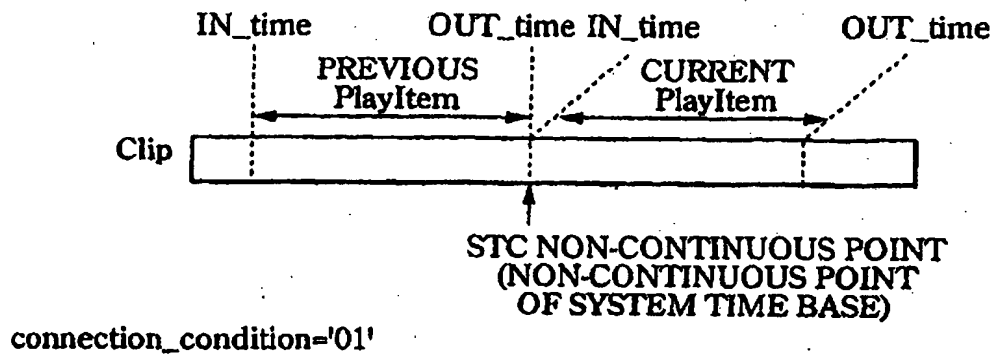 IN_time OUT_time IN_time OUT_time
PREVIOUS
PlayItem
CURRENT
PlayItem
Clip
STC NON-CONTINUOUS POINT
(NON-CONTINUOUS POINT
OF SYSTEM TIME BASE)
connection_condition='01'